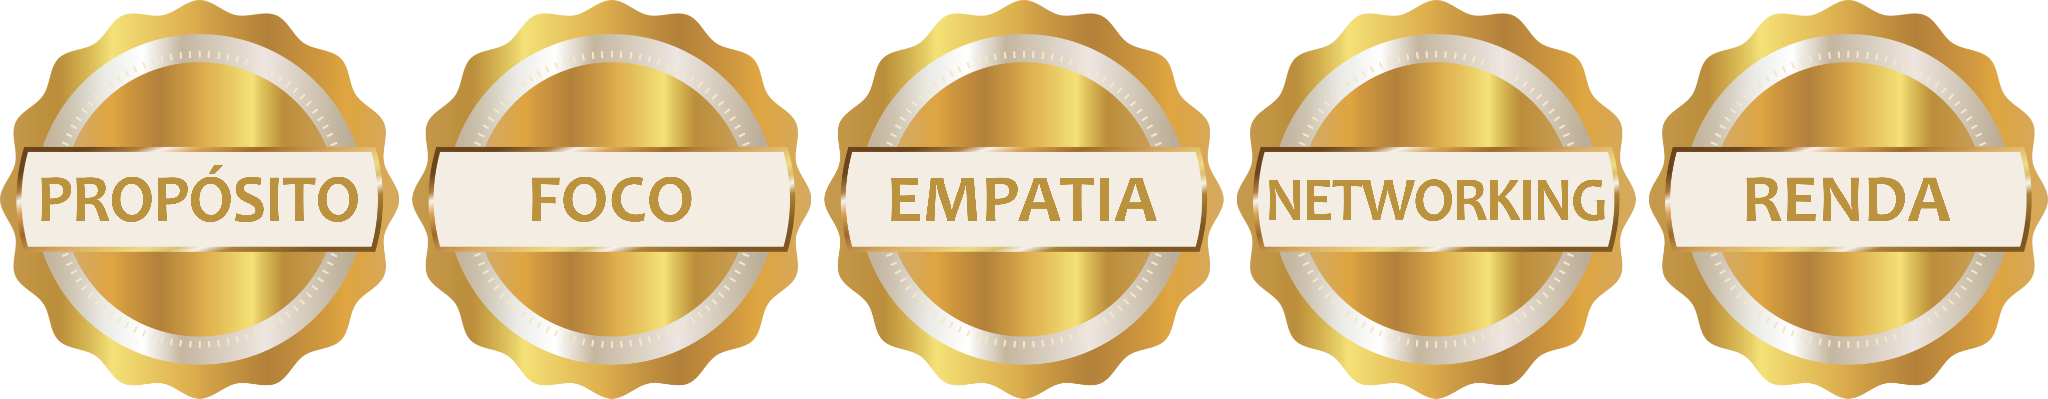 PROPÓSITO
FOCO
EMPATIA
NETWORKING
RENDA